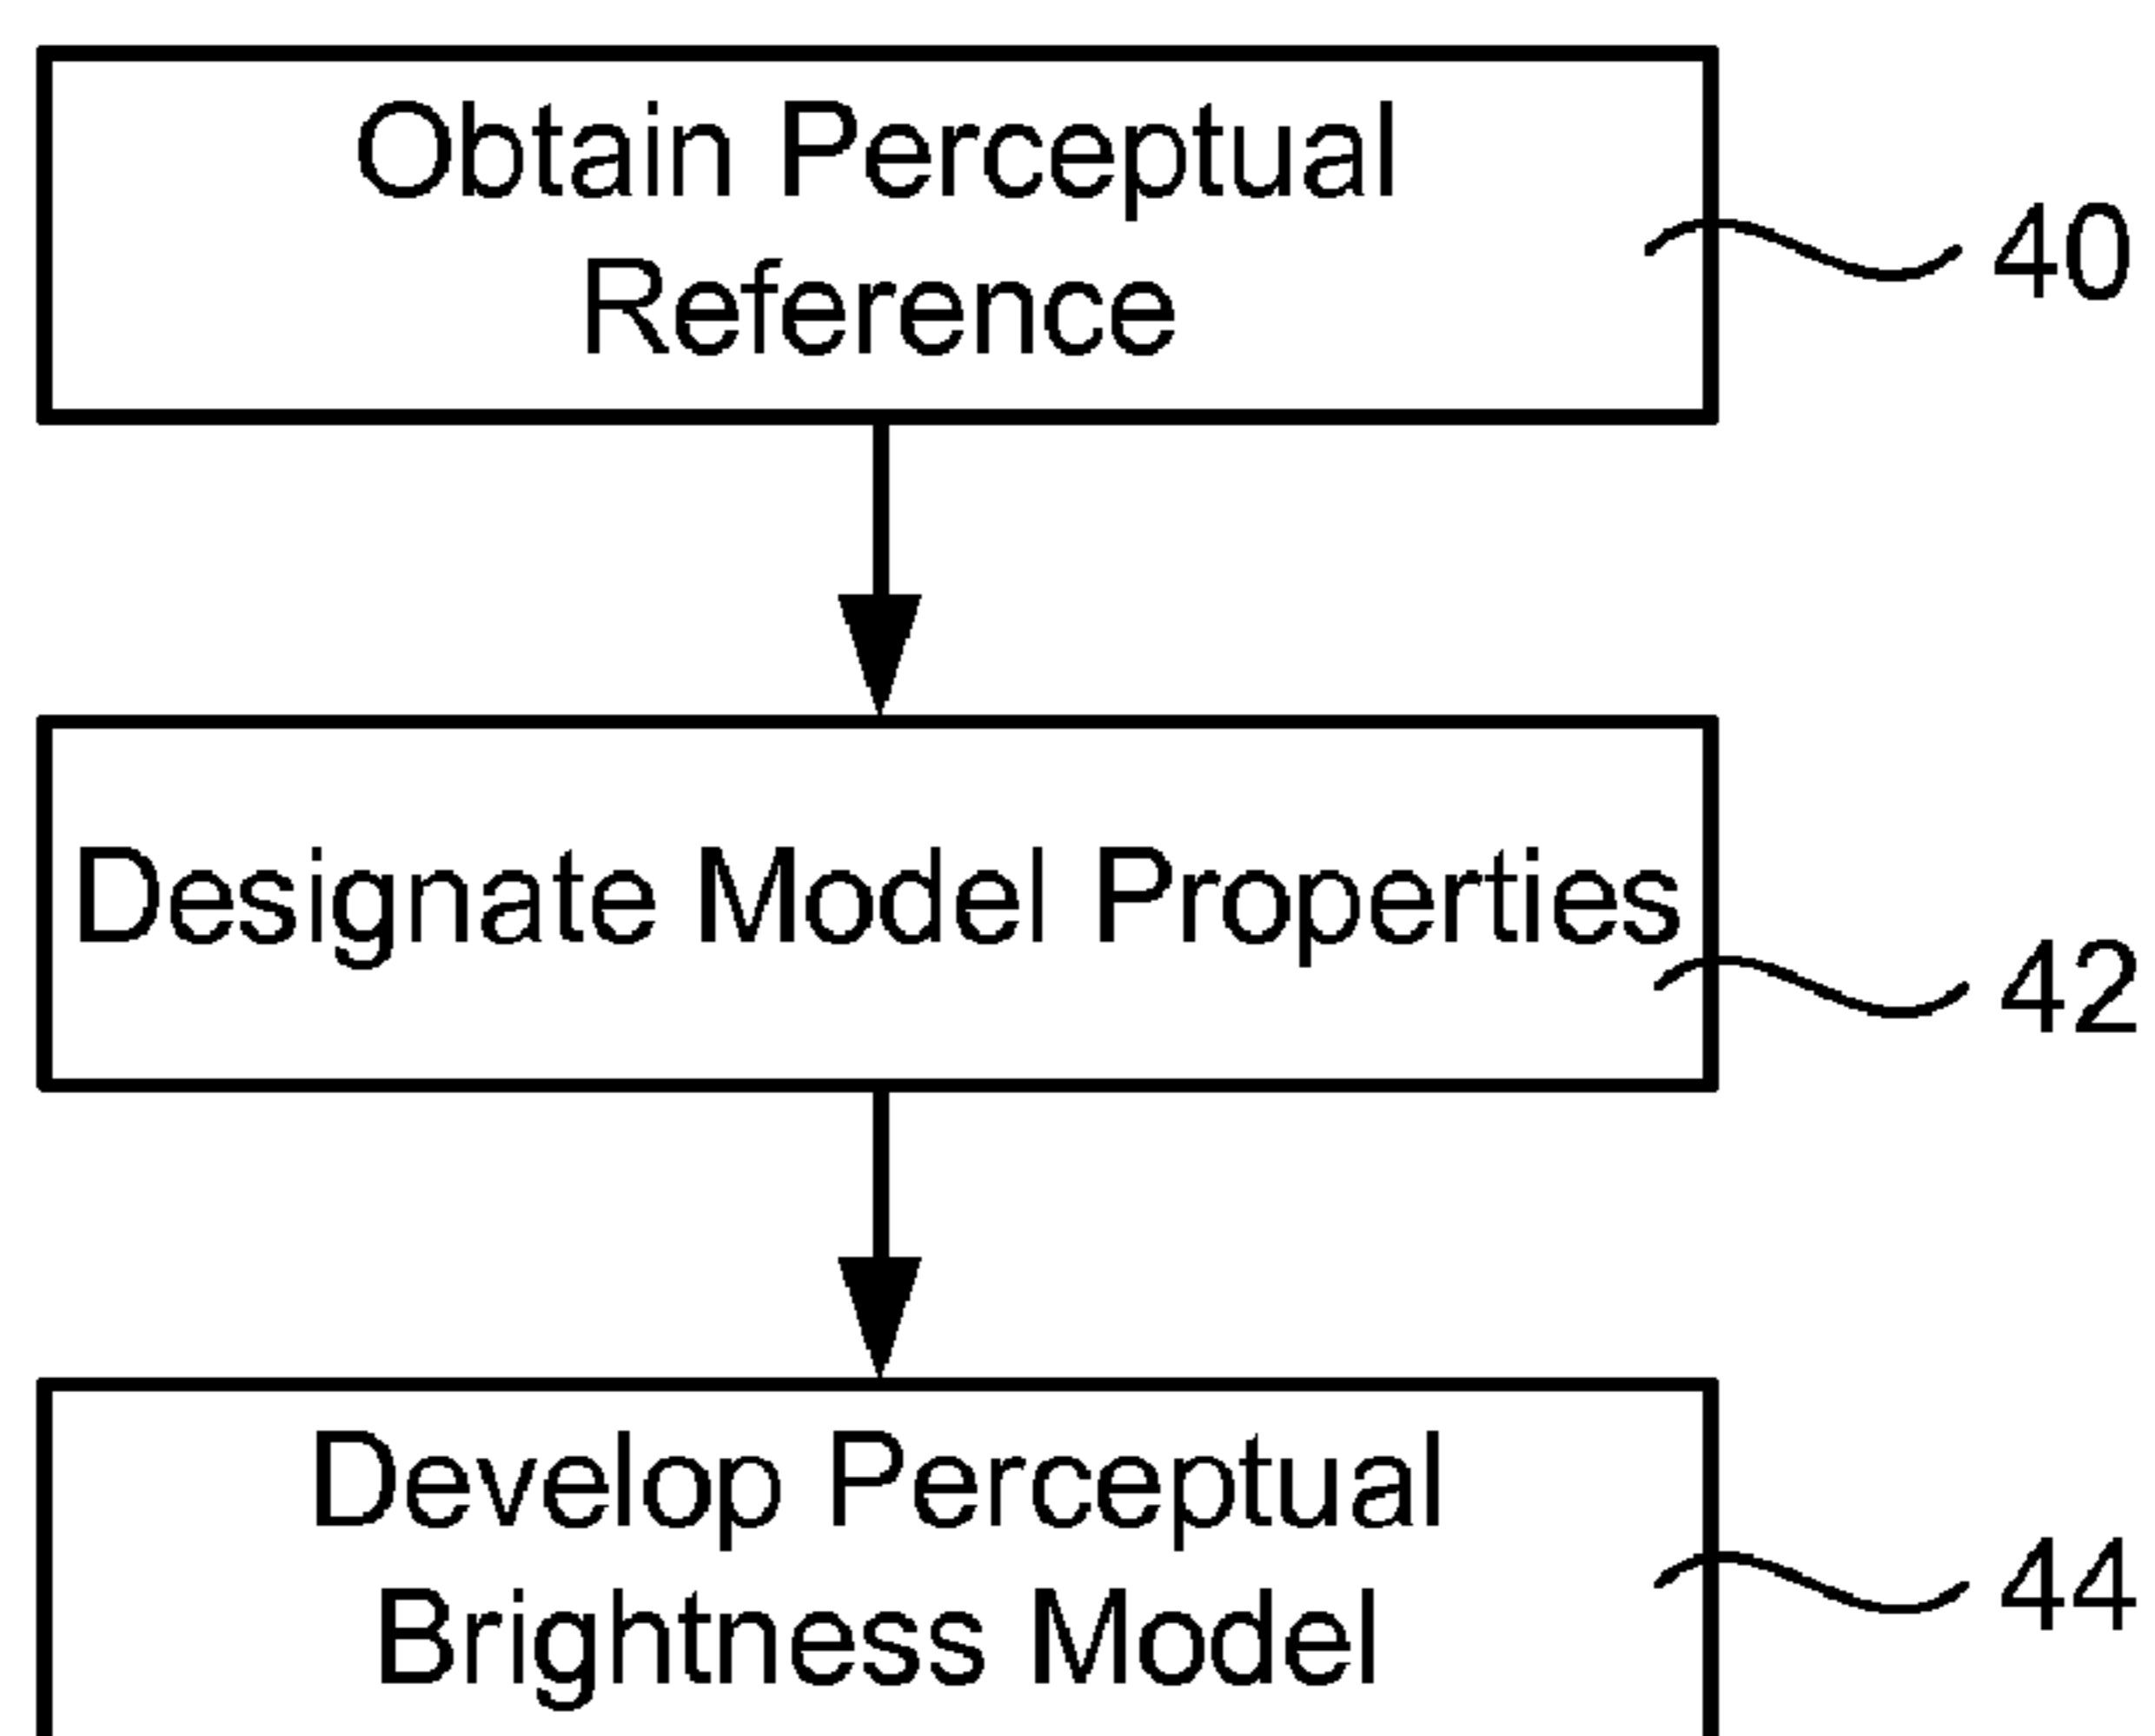 Obtain Perceptual
Reference
40
Designate Model Properties
42
Develop Perceptual
Brightness Model
44